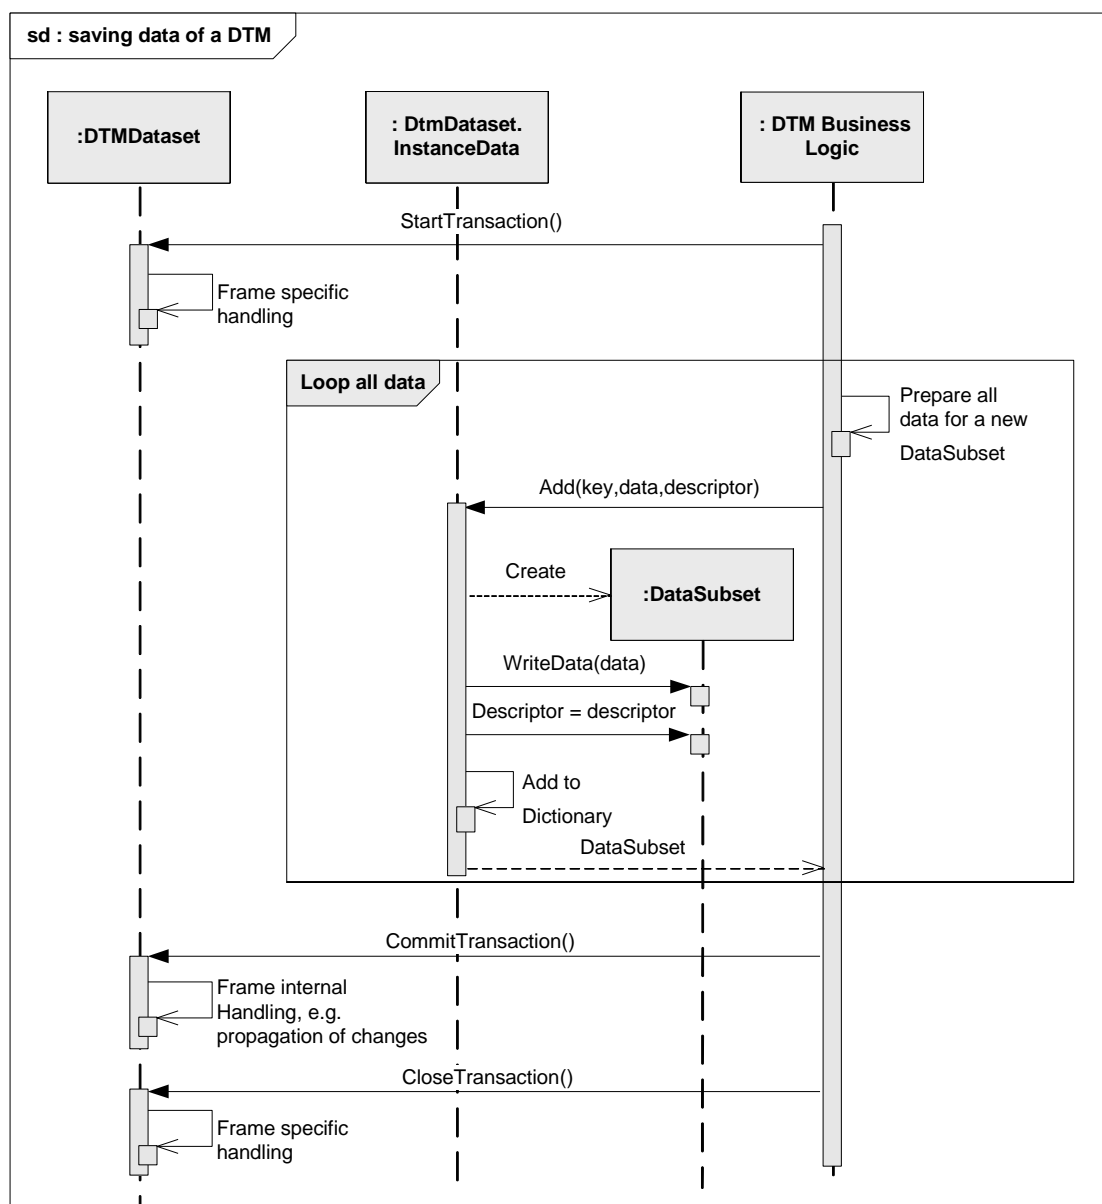 sd : saving data of a DTM
:DTMDataset
: DtmDataset.
InstanceData
: DTM Business
Logic
StartTransaction()
Frame specific
handling
Loop all data
Prepare all
data for a new
DataSubset
Add(key,data,descriptor)
Create
:DataSubset
WriteData(data)
Descriptor = descriptor
Add to
Dictionary
DataSubset
CommitTransaction()
Frame internal
Handling, e.g.
propagation of changes
CloseTransaction()
Frame specific
handling